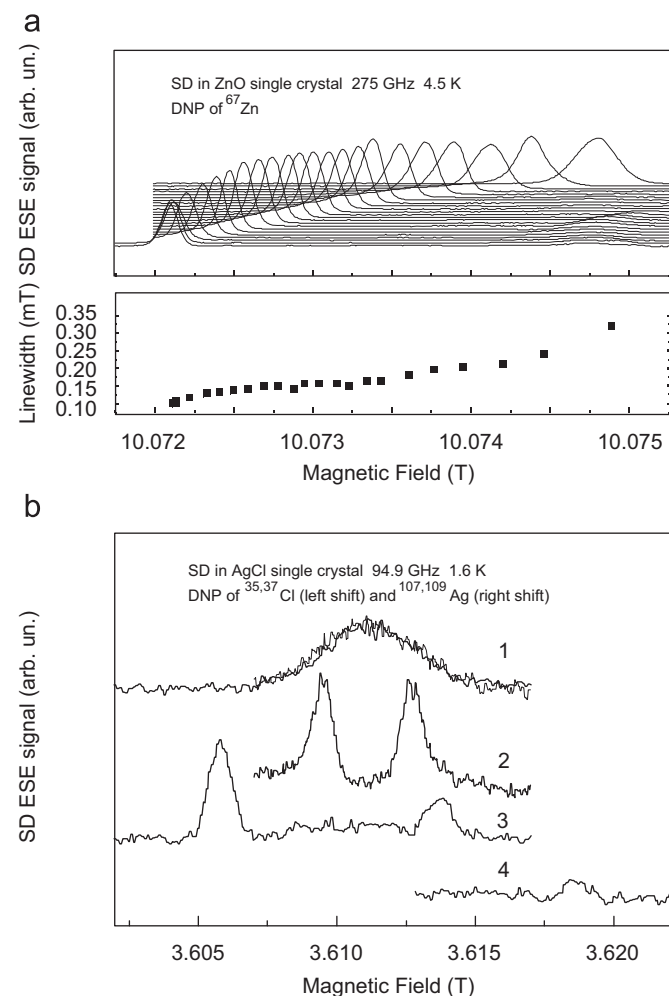 a
SD ESE signal (arb. un.)
SD in ZnO single crystal 275 GHz 4.5 K
DNP of 67Zn
Linewidth (mT)
0.35
0.30
0.25
0.20
0.15
0.10
10.072 10.073 10.074 10.075
Magnetic Field (T)
b
SD ESE signal (arb. un.)
SD in AgCl single crystal 94.9 GHz 1.6 K
DNP of 35,37Cl (left shift) and 107,109 Ag (right shift)
1
2
3
4
3.605 3.610 3.615 3.620
Magnetic Field (T)